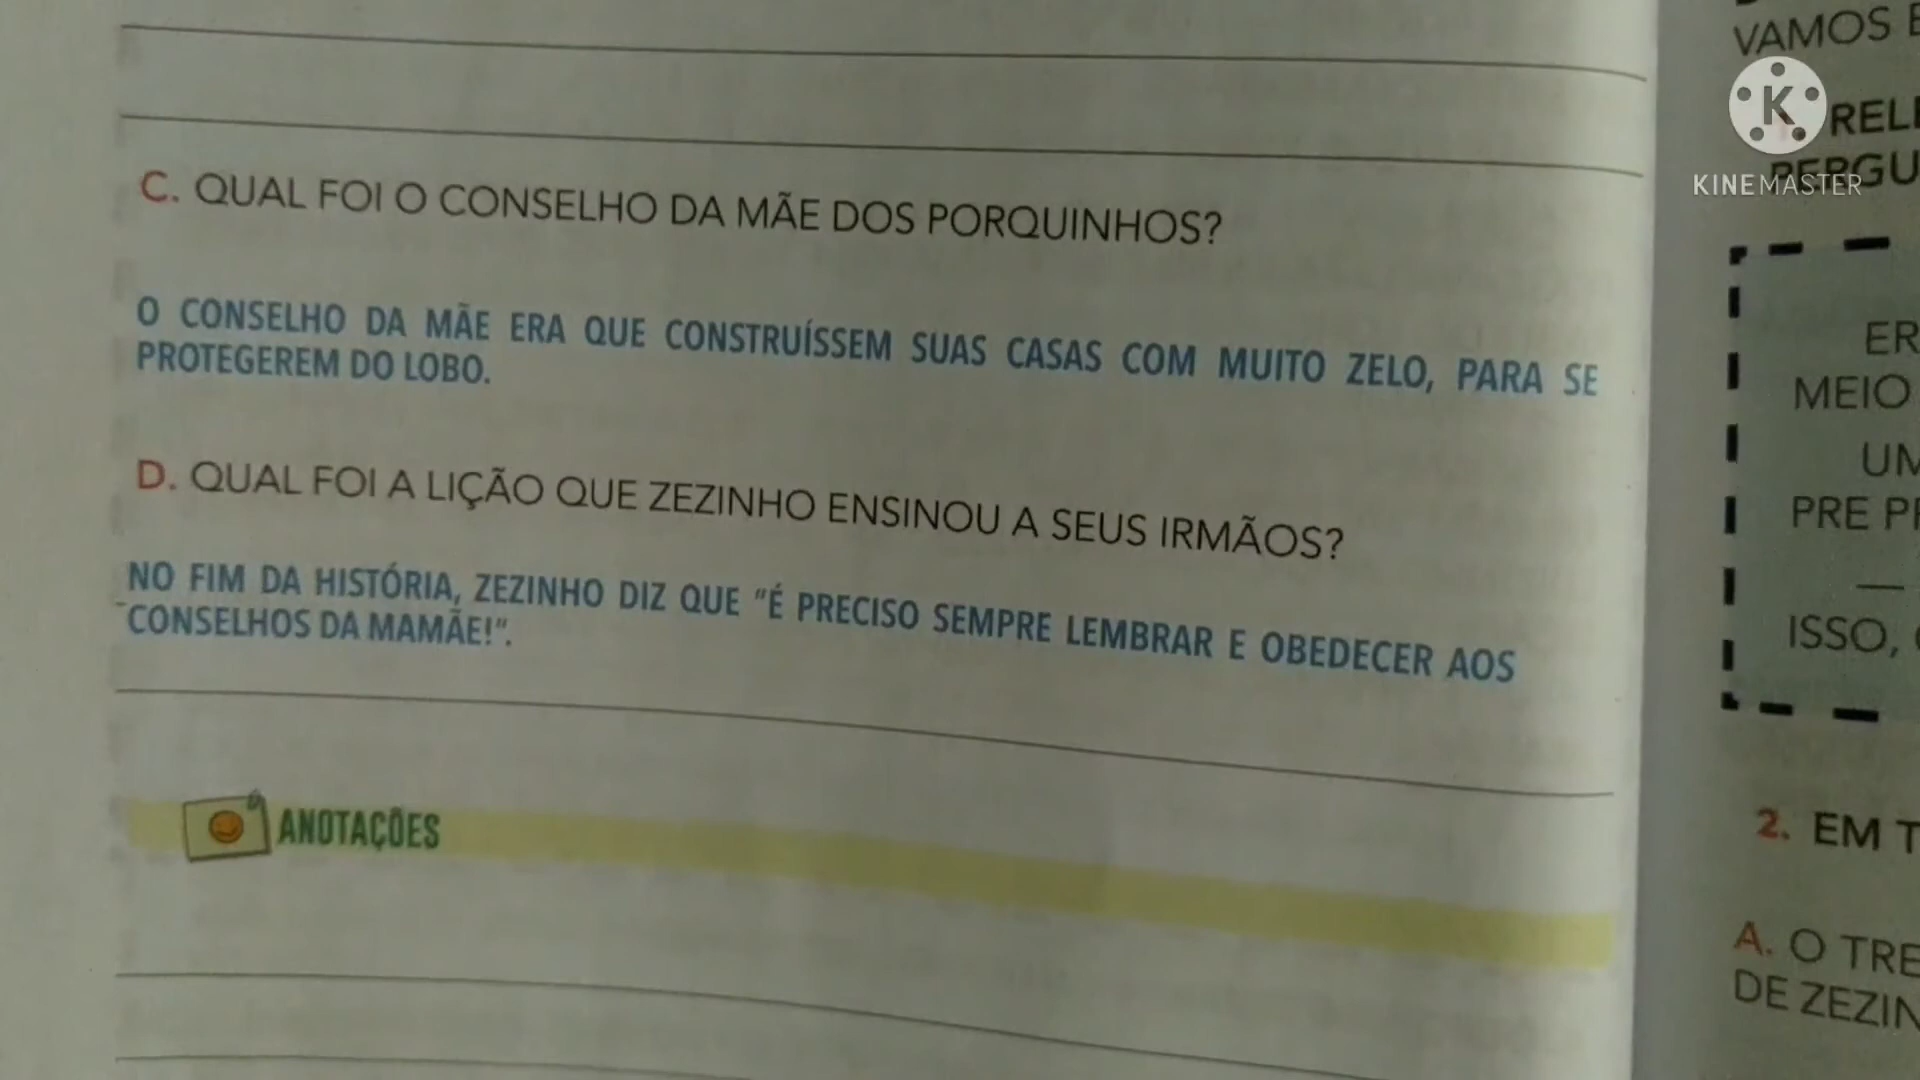 C. QUAL FOI O CONSELHO DA MÃE DOS PORQUINHOS?
O CONSELHO DA MÃE ERA QUE CONSTRUÍSSEM SUAS CASAS COM MUITO ZELO, PARA SE
PROTEGEREM DO LOBO.
D. QUAL FOI A LIÇÃO QUE ZEZINHO ENSINOU A SEUS IRMÃOS?
NO FIM DA HISTÓRIA, ZEZINHO DIZ QUE "É PRECISO SEMPRE LEMBRAR E OBEDECER AOS
CONSELHOS DA MAMÃE!".
ANOTAÇÕES
VAMOS
K
KINEMASTER
MEIO
PRE
ISSO,
2. EM
A. O
DE